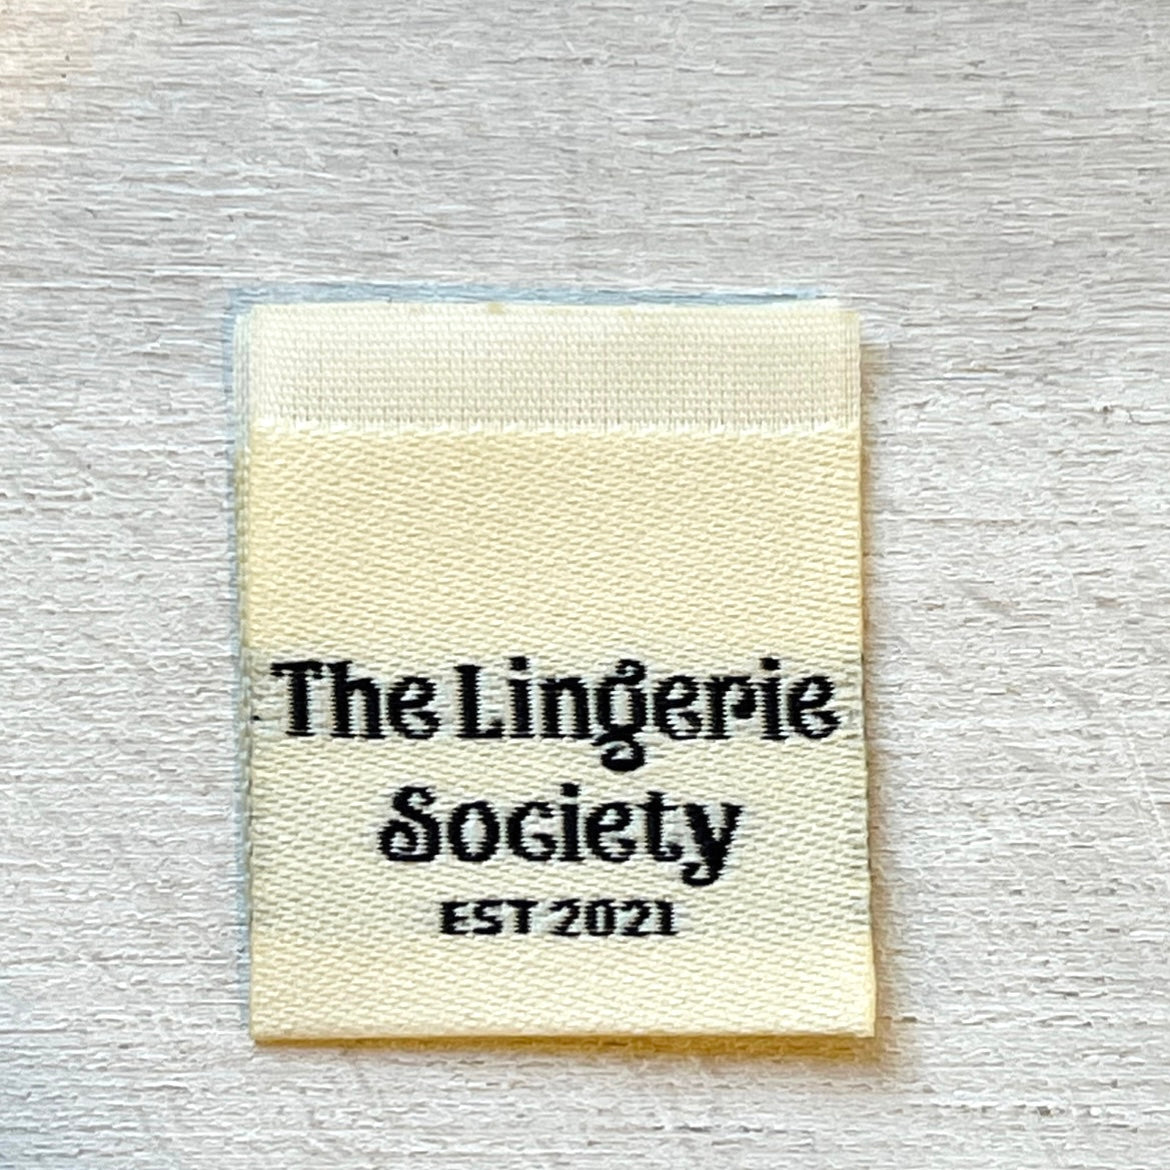 The Lingerie
Society
EST 2021